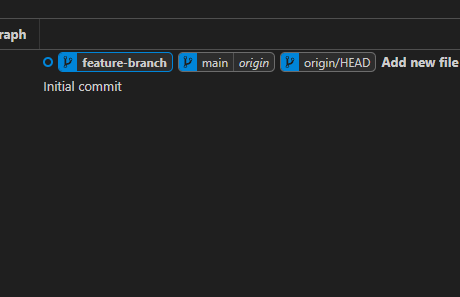 raph
feature-branch main origin origin/HEAD Add new file
Initial commit